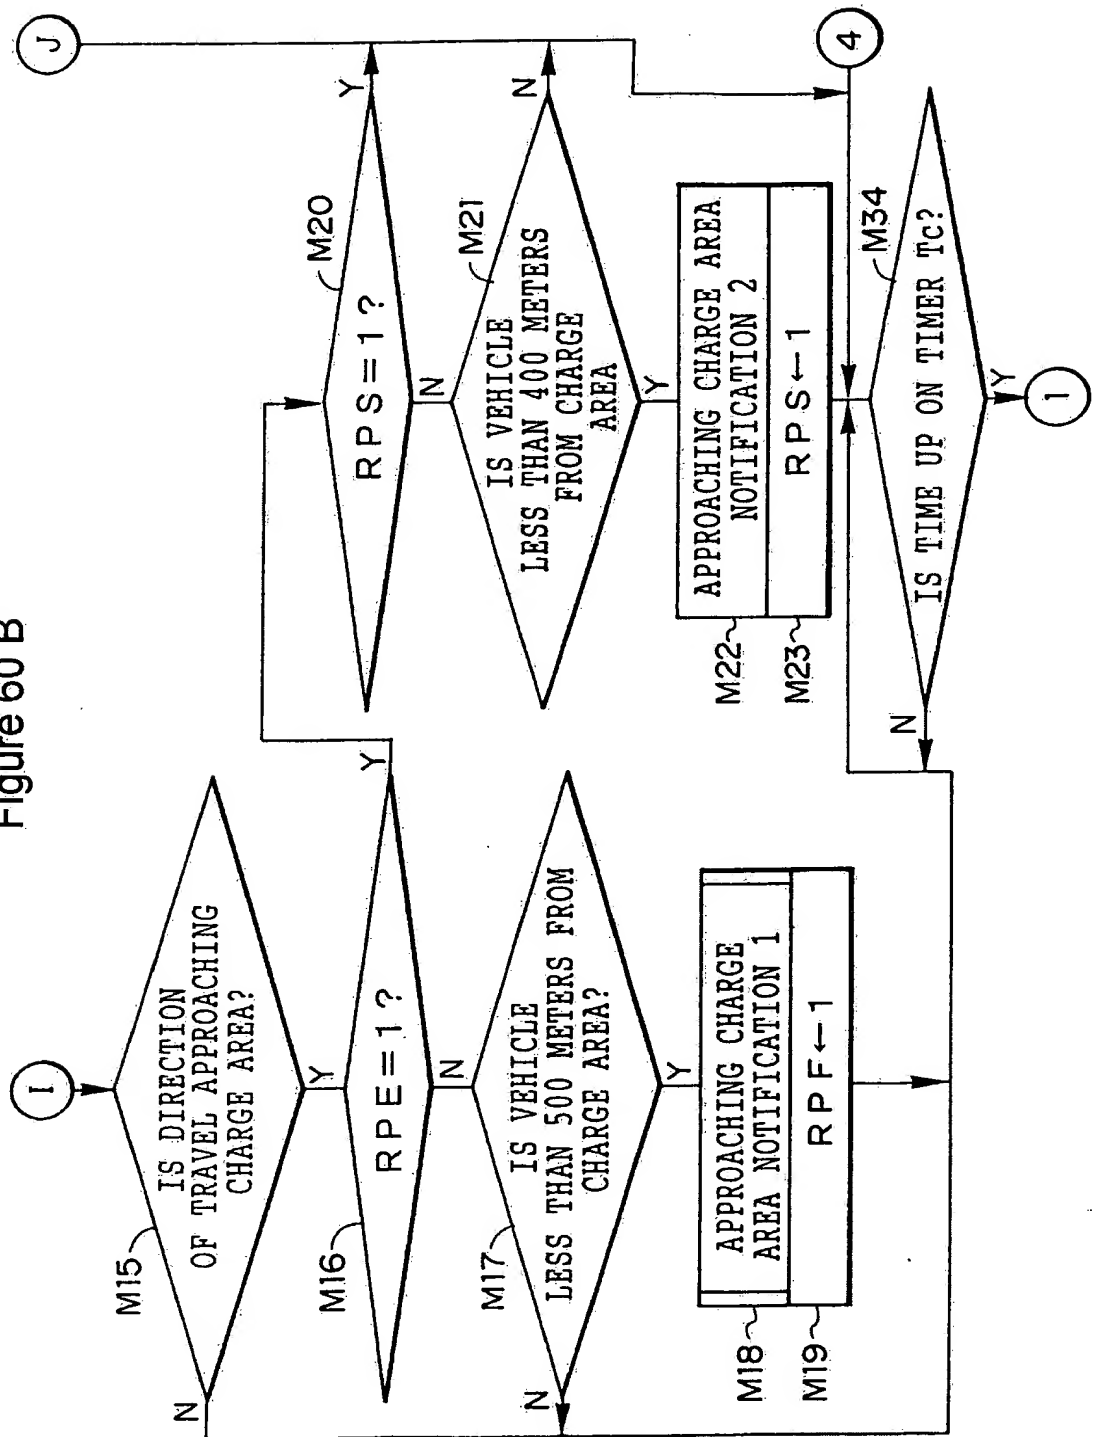 Figure 60 B
I
M15
IS DIRECTION
OF TRAVEL APPROACHING
CHARGE AREA?
N
Y
M16
RPE=1?
Y
N
M17
IS VEHICLE
LESS THAN 500 METERS FROM
CHARGE AREA?
N
Y
M18
APPROACHING CHARGE
AREA NOTIFICATION 1
M19
RPF←1
J
M20
RPS=1?
Y
N
M21
IS VEHICLE
LESS THAN 400 METERS
FROM CHARGE
AREA
N
Y
M22
APPROACHING CHARGE AREA
NOTIFICATION 2
M23
RPS←1
4
M34
IS TIME UP ON TIMER Tc?
N
Y
1